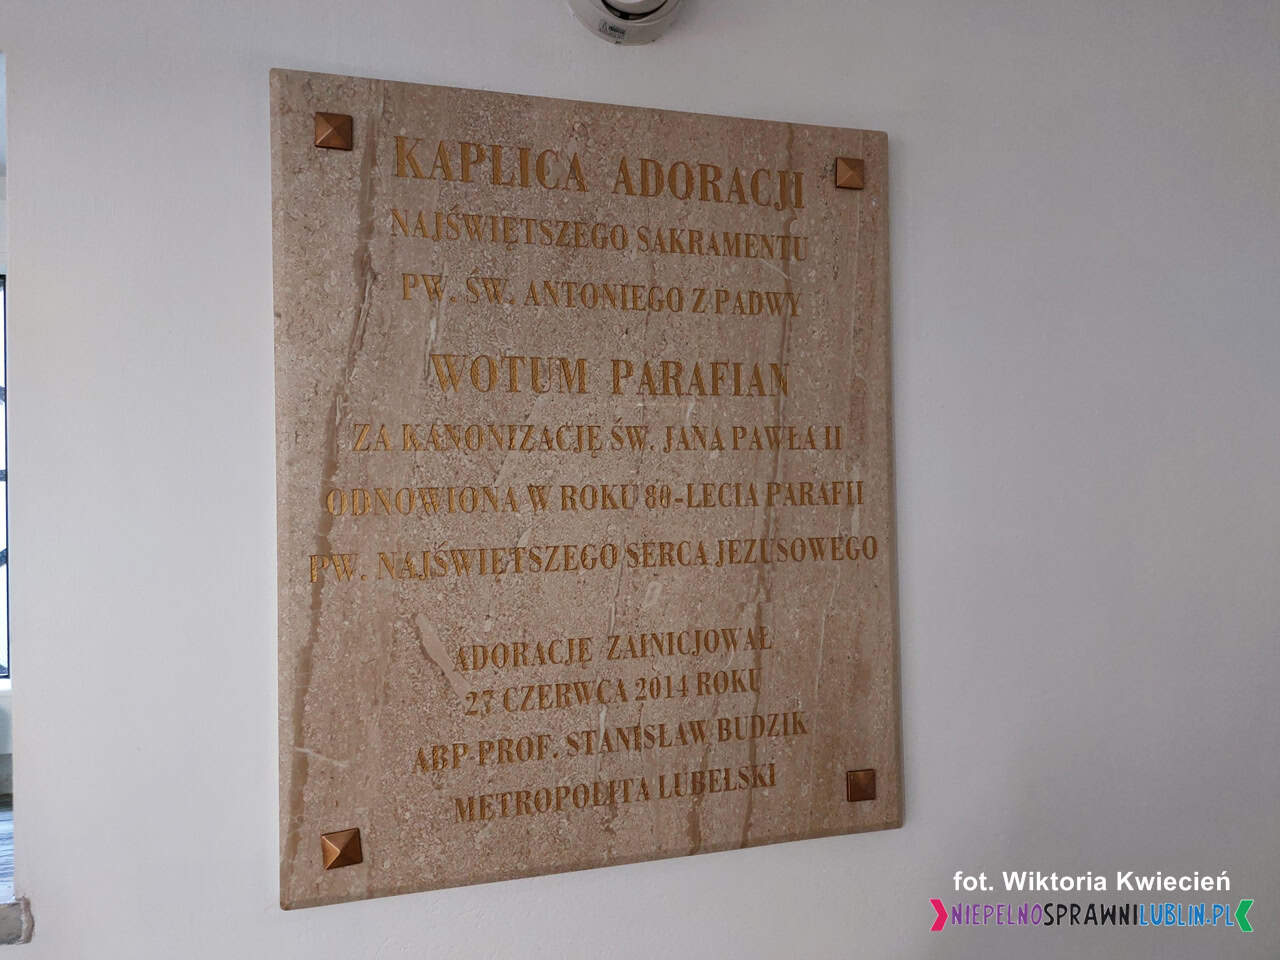 KAPLICA ADORACJI
NAJŚWIĘTSZEGO SAKRAMENTU
PW. ŚW. ANTONIEGO Z PADWY
WOTUM PARAFIAN
ZA KANONIZACJĘ ŚW. JANA PAWŁA II
ODNOWIONA W ROKU 80-LECIA PARAFII
PW. NAJŚWIĘTSZEGO SERCA JEZUSOWEGO
ADORACJĘ ZAINICJOWAŁ
27 CZERWCA 2014 ROKU
ABP PROF. STANISŁAW BUDZIK
METROPOLITA LUBELSKI
fot. Wiktoria Kwiecień
NIEPELNOSPRAWNILUBLIN.PL